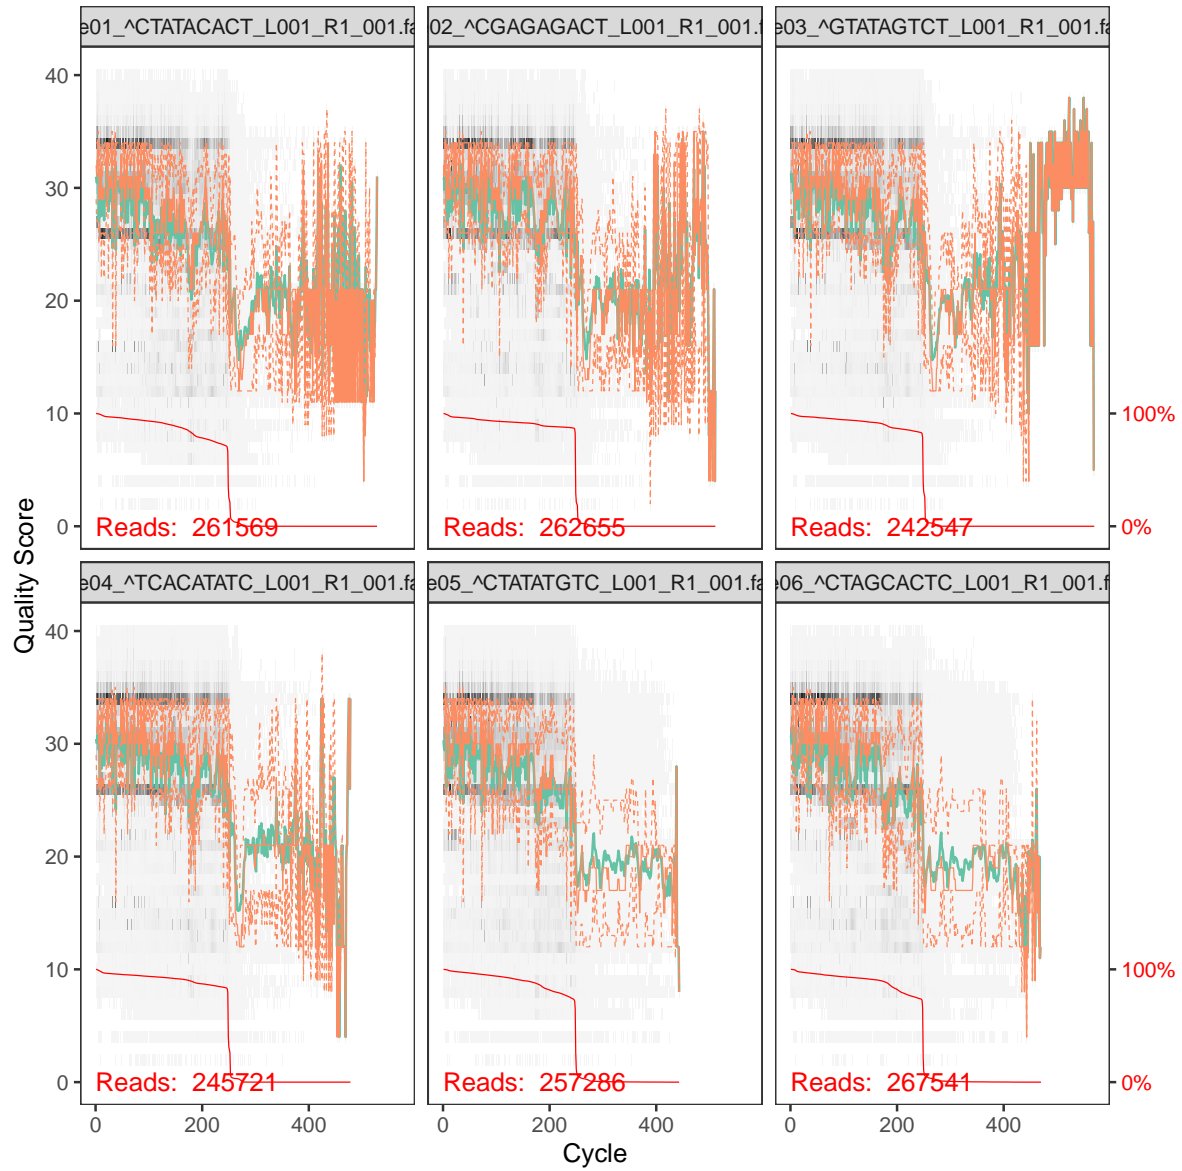 e01_^CTATACACT_L001_R1_001.fa
02_^CGAGAGACT_L001_R1_001.f
e03_^GTATAGTCT_L001_R1_001.fa
40
30
20
10
0
Reads: 261569
Reads: 262655
Reads: 242547
100%
0%
e04_^TCACATATC_L001_R1_001.fa
e05_^CTATATGTC_L001_R1_001.fa
e06_^CTAGCACTC_L001_R1_001.fa
40
30
20
10
0
Reads: 245721
Reads: 257286
Reads: 267541
100%
0%
0 200 400
0 200 400
0 200 400
Cycle
Quality Score